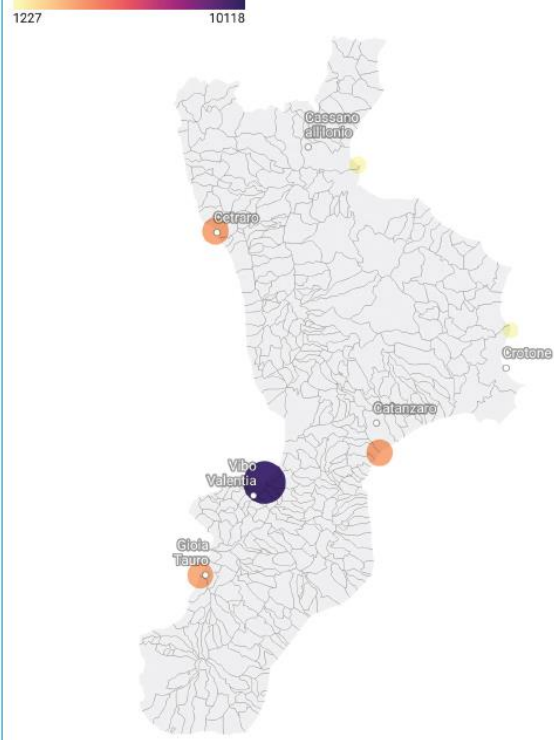 1227 10118
Cassano
all'Ionio
Cetraro
Crotone
Catanzaro
Vibo
Valentia
Gioia
Tauro